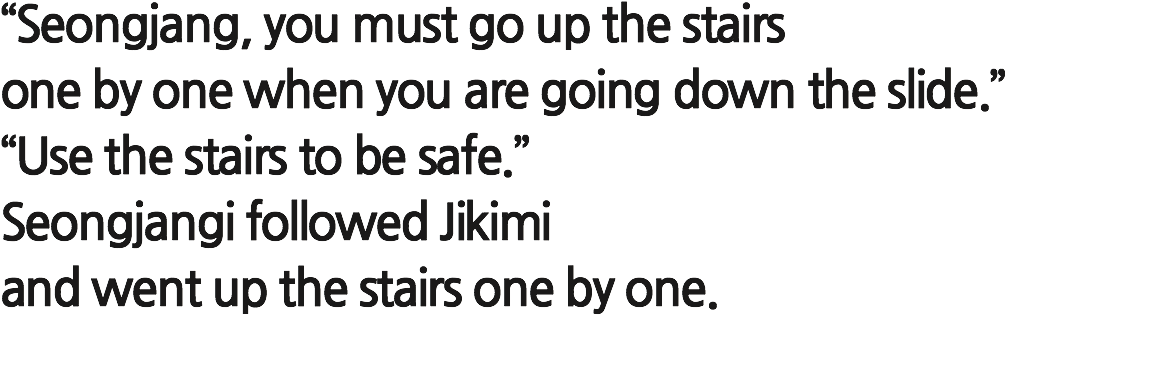 “Seongjang, you must go up the stairs
one by one when you are going down the slide.”
“Use the stairs to be safe.”
Seongjangi followed Jikimi
and went up the stairs one by one.